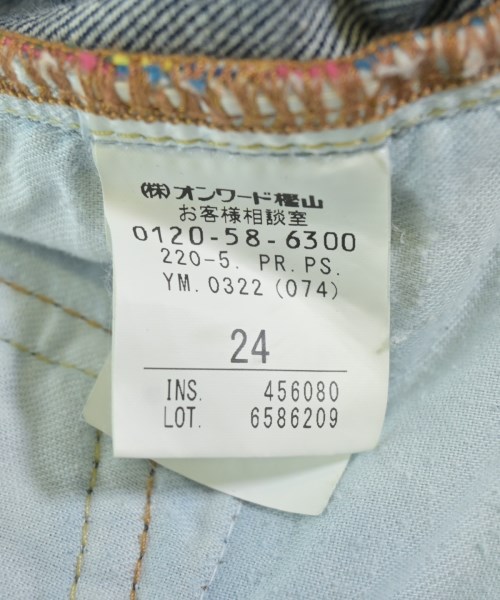 ㈱オンワード樫山
お客様相談室
0120-58-6300
220-5. PR. PS.
YM. 0322 (074)
24
INS. 456080
LOT. 6586209